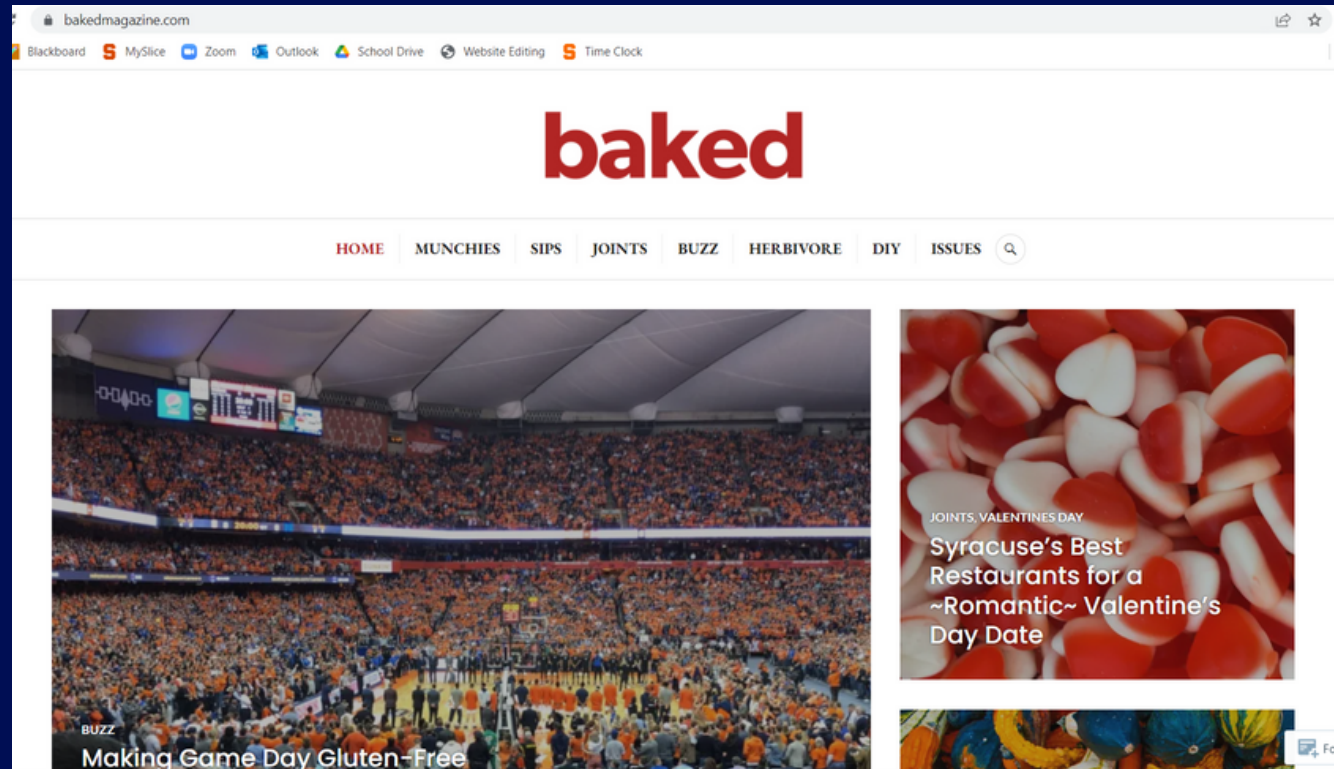 bakedmagazine.com
Blackboard MySlice Zoom Outlook School Drive Website Editing Time Clock
baked
HOME MUNCHIES SIPS JOINTS BUZZ HERBIVORE DIY ISSUES
JOINTS, VALENTINES DAY
Syracuse's Best
Restaurants for a
~Romantic~ Valentine's
Day Date
BUZZ
Making Game Day Gluten-Free